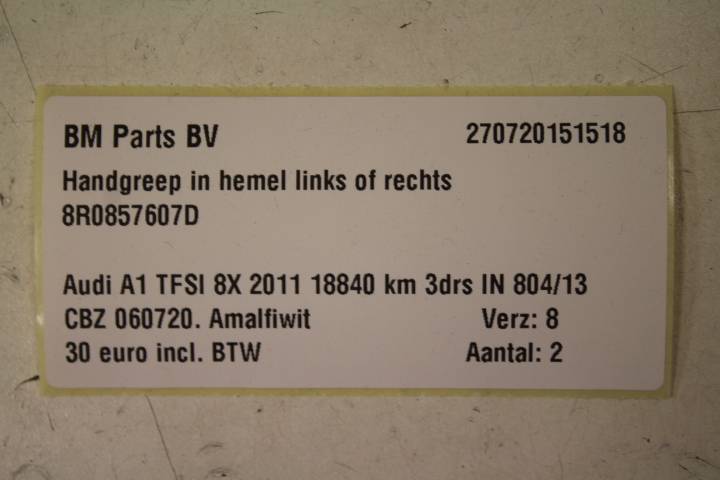 BM Parts BV 270720151518
Handgreep in hemel links of rechts
8R0857607D
Audi A1 TFSI 8X 2011 18840 km 3drs IN 804/13
CBZ 060720. Amalfiwit Verz: 8
30 euro incl. BTW Aantal: 2